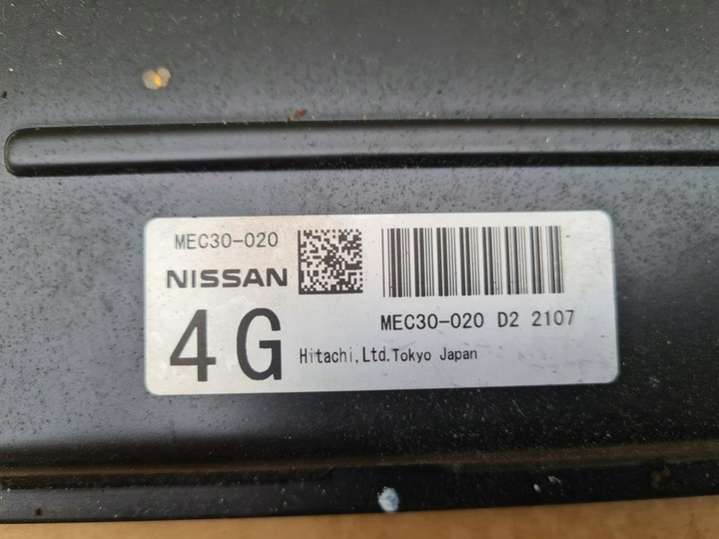 MEC30-020
NISSAN
MEC30-020 D2 2107
4G
Hitachi,Ltd.Tokyo Japan